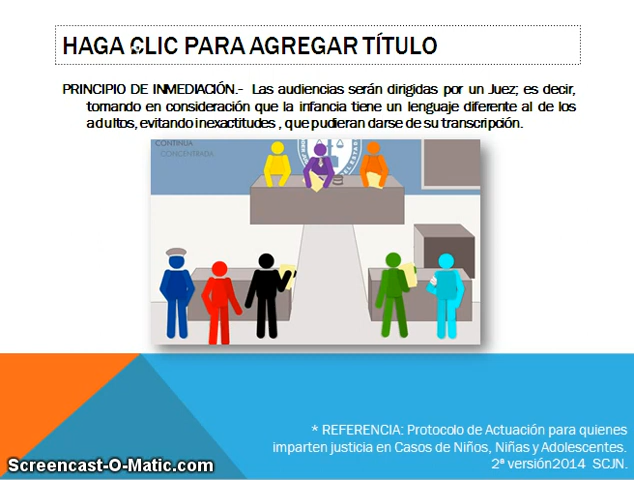 HAGA CLIC PARA AGREGAR TÍTULO
PRINCIPIO DE INMEDIACIÓN.- Las audiencias serán dirigidas por un Juez; es decir,
tomando en consideración que la infancia tiene un lenguaje diferente al de los
adultos, evitando inexactitudes , que pudieran darse de su transcripción.
CONTINUA
CONCENTRADA
* REFERENCIA: Protocolo de Actuación para quienes
imparten justicia en Casos de Niños, Niñas y Adolescentes.
2ª versión2014 SCJN.
Screencast-O-Matic.com